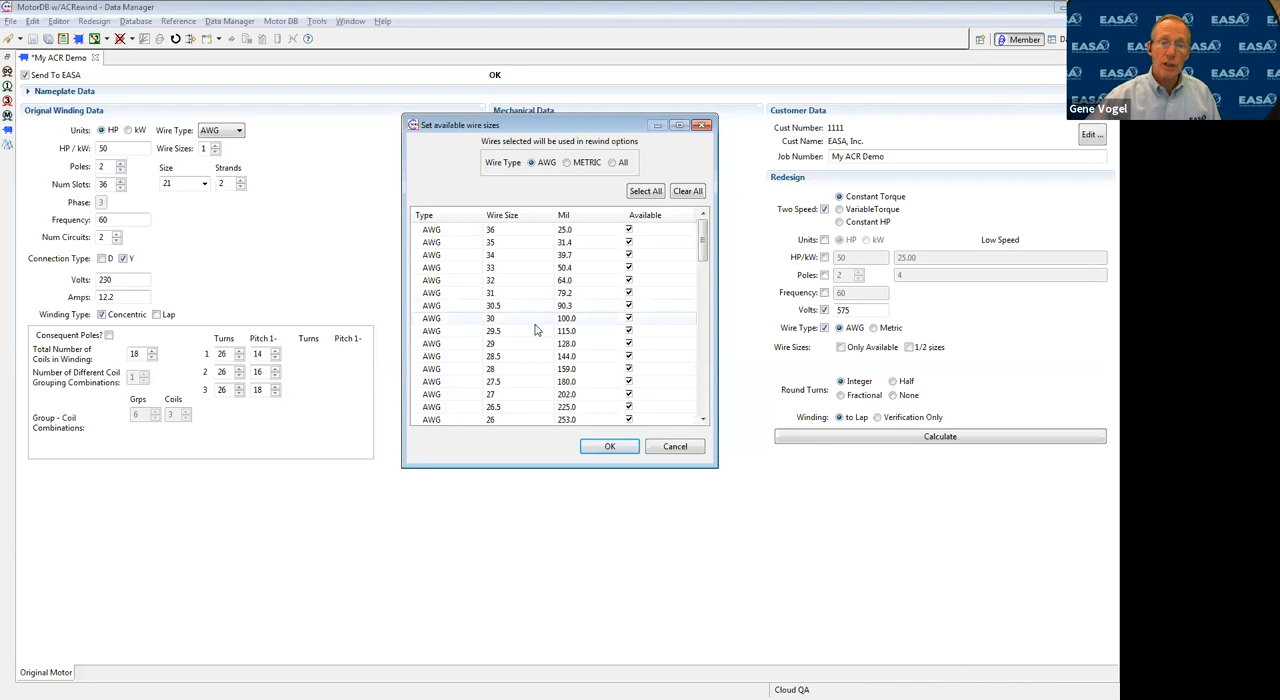 MotorDB w/ACRewind - Data Manager
File Edit Editor Redesign Database Reference Data Manager Motor DB Tools Window Help
Member
*My ACR Demo
Send To EASA
OK
Nameplate Data
Orignal Winding Data
Mechanical Data
Customer Data
Units: HP kW Wire Type: AWG
HP / kW: 50 Wire Sizes: 1
Poles: 2 Size Strands
Num Slots: 36 21 2
Phase: 3
Frequency: 60
Num Circuits: 2
Connection Type: D Y
Volts: 230
Amps: 12.2
Winding Type: Concentric Lap
Consequent Poles? Turns Pitch 1- Turns Pitch 1-
Total Number of Coils in Winding: 18 1 26 14
Number of Different Coil Grouping Combinations: 1 2 26 16
3 26 18
Grps Coils
Group - Coil Combinations: 6 3
Set available wire sizes
Wires selected will be used in rewind options
Wire Type AWG METRIC All
Select All Clear All
Type Wire Size Mil Available
AWG 36 25.0
AWG 35 31.4
AWG 34 39.7
AWG 33 50.4
AWG 32 64.0
AWG 31 79.2
AWG 30.5 90.3
AWG 30 100.0
AWG 29.5 115.0
AWG 29 128.0
AWG 28.5 144.0
AWG 28 159.0
AWG 27.5 180.0
AWG 27 202.0
AWG 26.5 225.0
AWG 26 253.0
OK Cancel
Cust Number: 1111
Cust Name: EASA, Inc.
Edit ...
Job Number: My ACR Demo
Redesign
Constant Torque
Two Speed: VariableTorque
Constant HP
Units: HP kW Low Speed
HP/kW: 50 25.00
Poles: 2 4
Frequency: 60
Volts: 575
Wire Type: AWG Metric
Wire Sizes: Only Available 1/2 sizes
Round Turns: Integer Half
Fractional None
Winding: to Lap Verification Only
Calculate
Original Motor
Cloud QA
EASA EASA EASA
EASA EASA
EASA EASA
EASA EASA
Gene Vogel